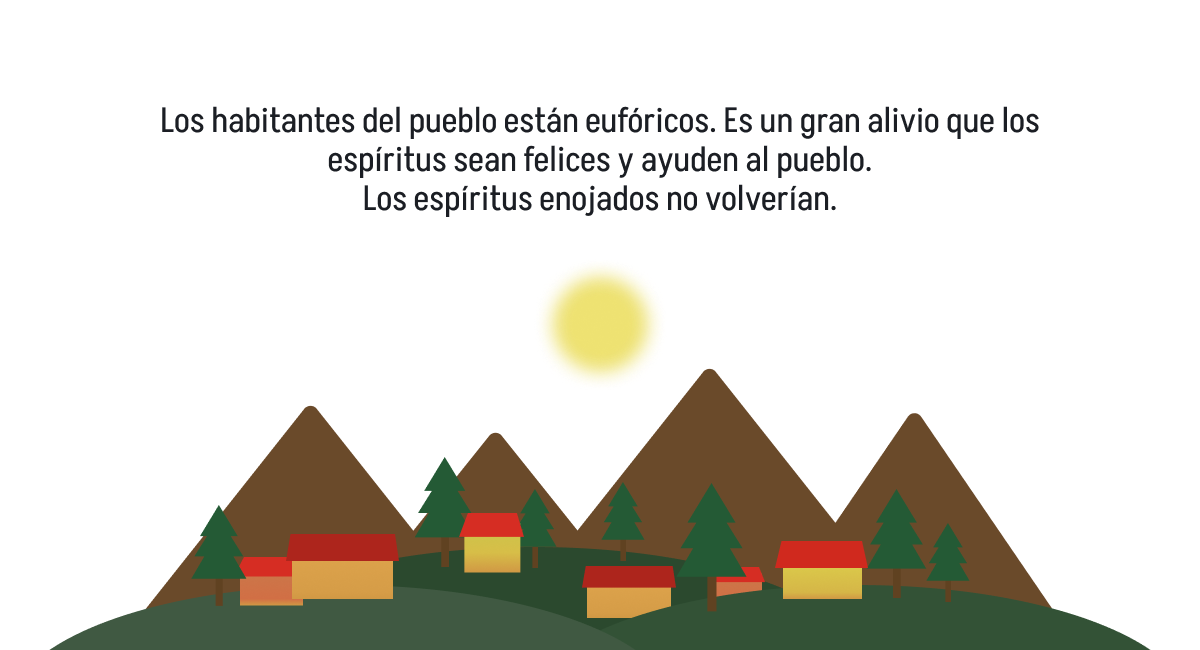 Los habitantes del pueblo están eufóricos. Es un gran alivio que los
espíritus sean felices y ayuden al pueblo.
Los espíritus enojados no volverían.